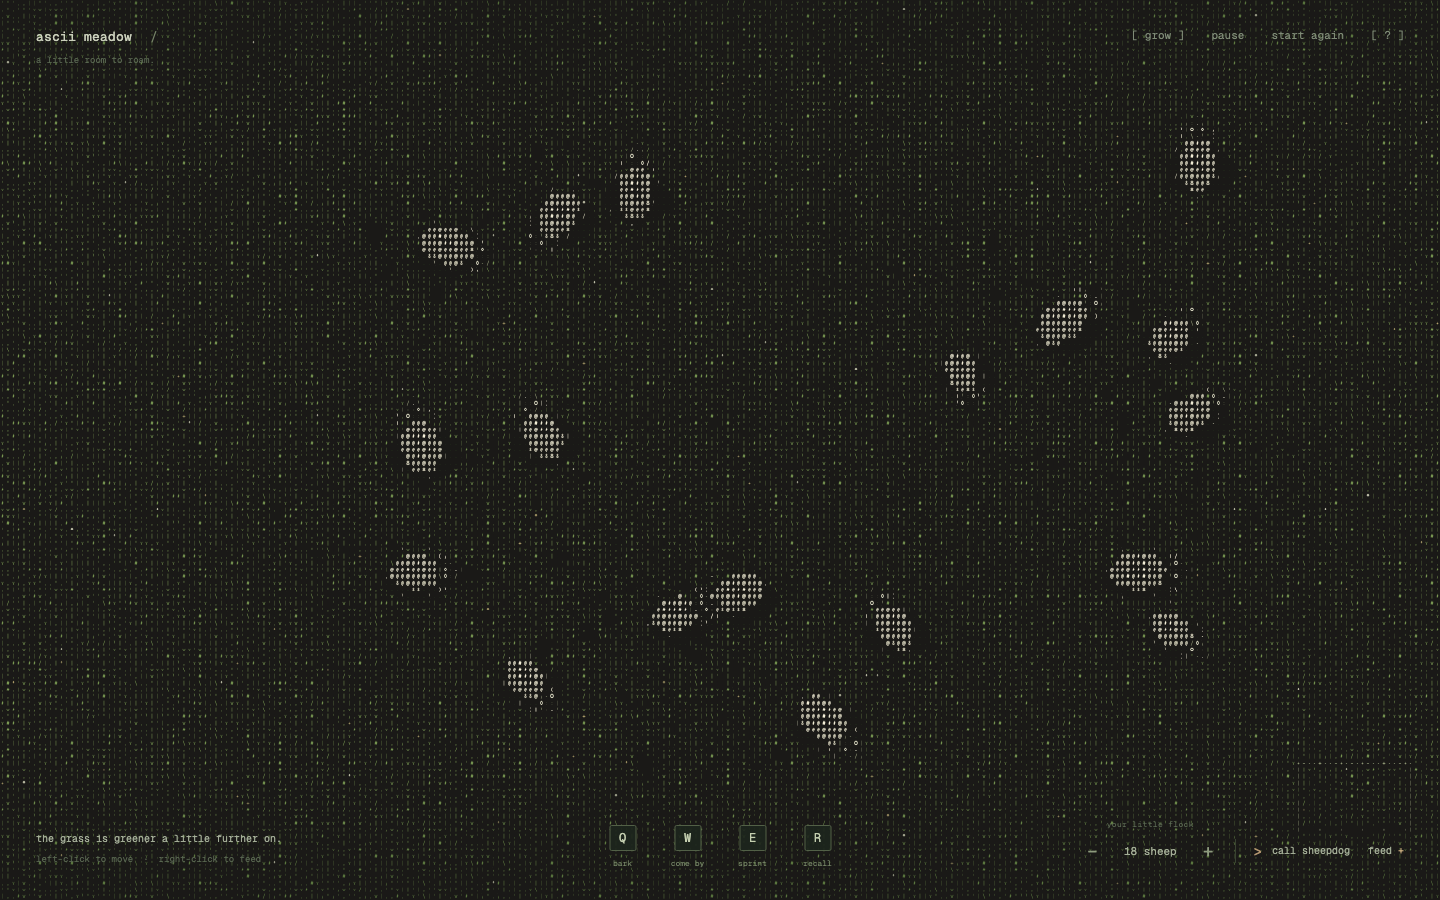 ascii meadow /
a little room to roam
[ grow ] pause start again [ ? ]
the grass is greener a little further on.
left-click to move · right-click to feed
Q W E R
bark come by sprint recall
your little flock
− 18 sheep + > call sheepdog feed +